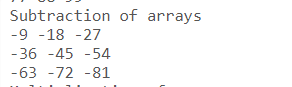 Subtraction of arrays
-9 -18 -27
-36 -45 -54
-63 -72 -81